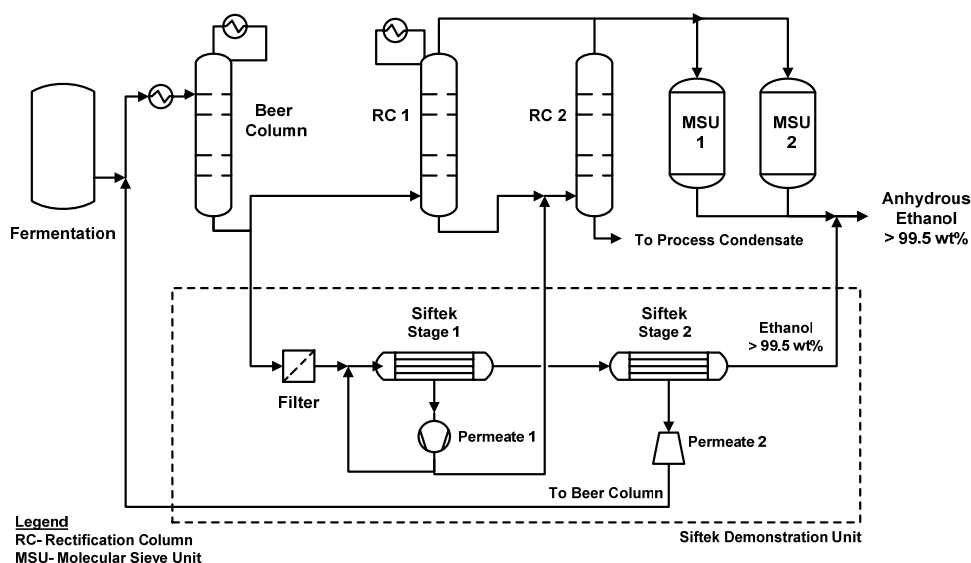 Beer
Column
RC 1
RC 2
MSU
1
MSU
2
Fermentation
Anhydrous
Ethanol
> 99.5 wt%
To Process Condensate
Siftek
Stage 1
Siftek
Stage 2
Ethanol
> 99.5 wt%
Filter
Permeate 1
Permeate 2
To Beer Column
Legend
RC- Rectification Column
MSU- Molecular Sieve Unit
Siftek Demonstration Unit